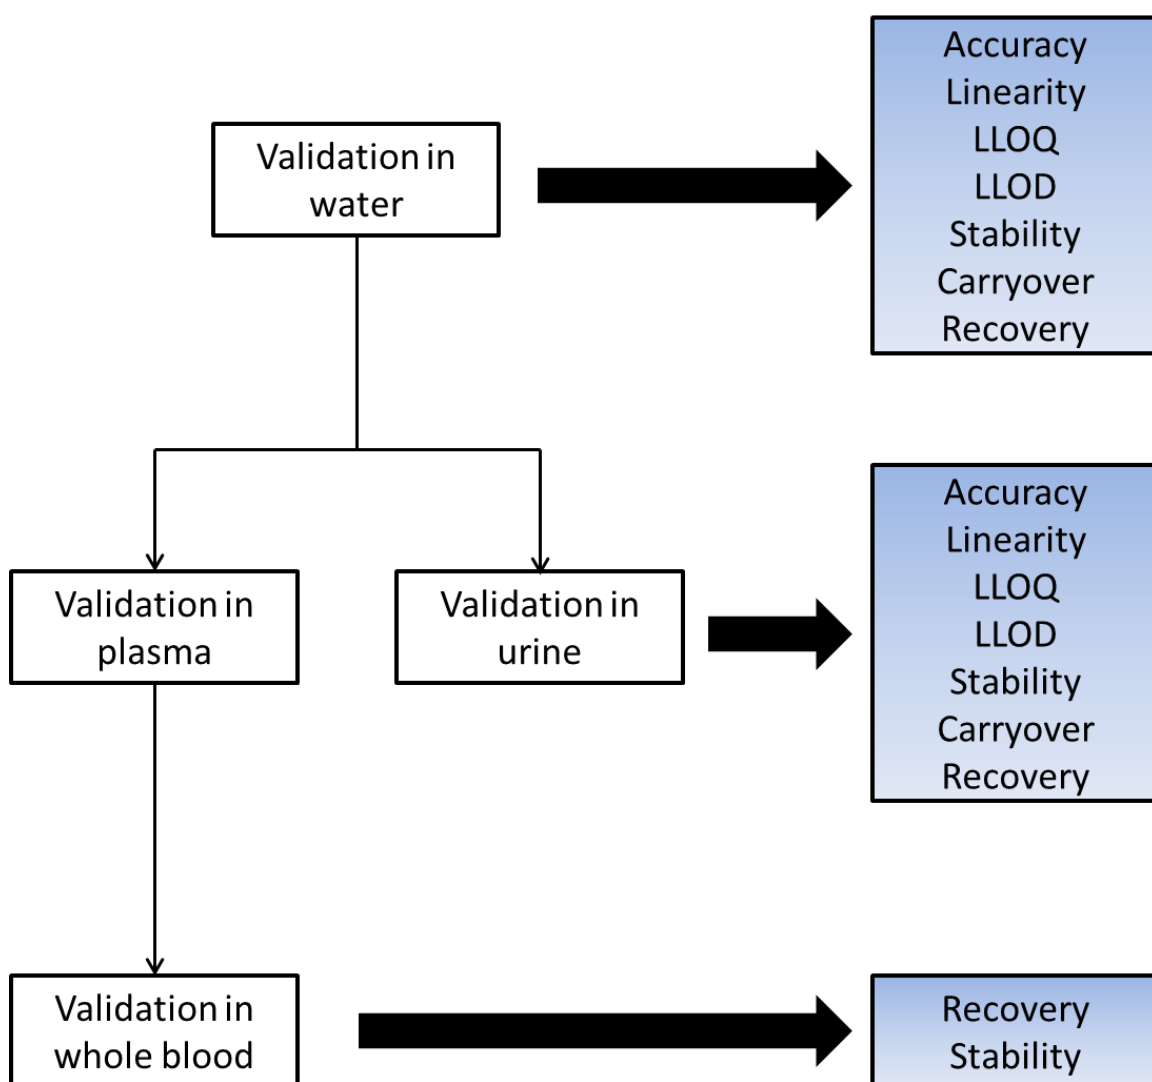 Validation in
water
Accuracy
Linearity
LLOQ
LLOD
Stability
Carryover
Recovery
Validation in
plasma
Validation in
urine
Accuracy
Linearity
LLOQ
LLOD
Stability
Carryover
Recovery
Validation in
whole blood
Recovery
Stability